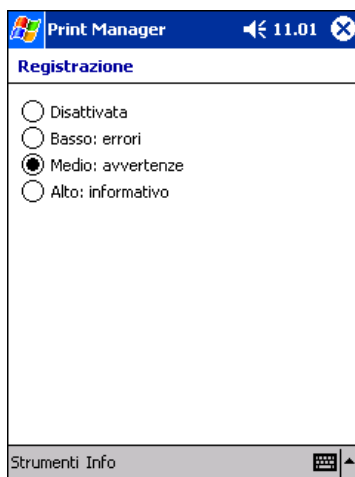 Print Manager 11.01
Registrazione
Disattivata
Basso: errori
Medio: avvertenze
Alto: informativo
Strumenti Info